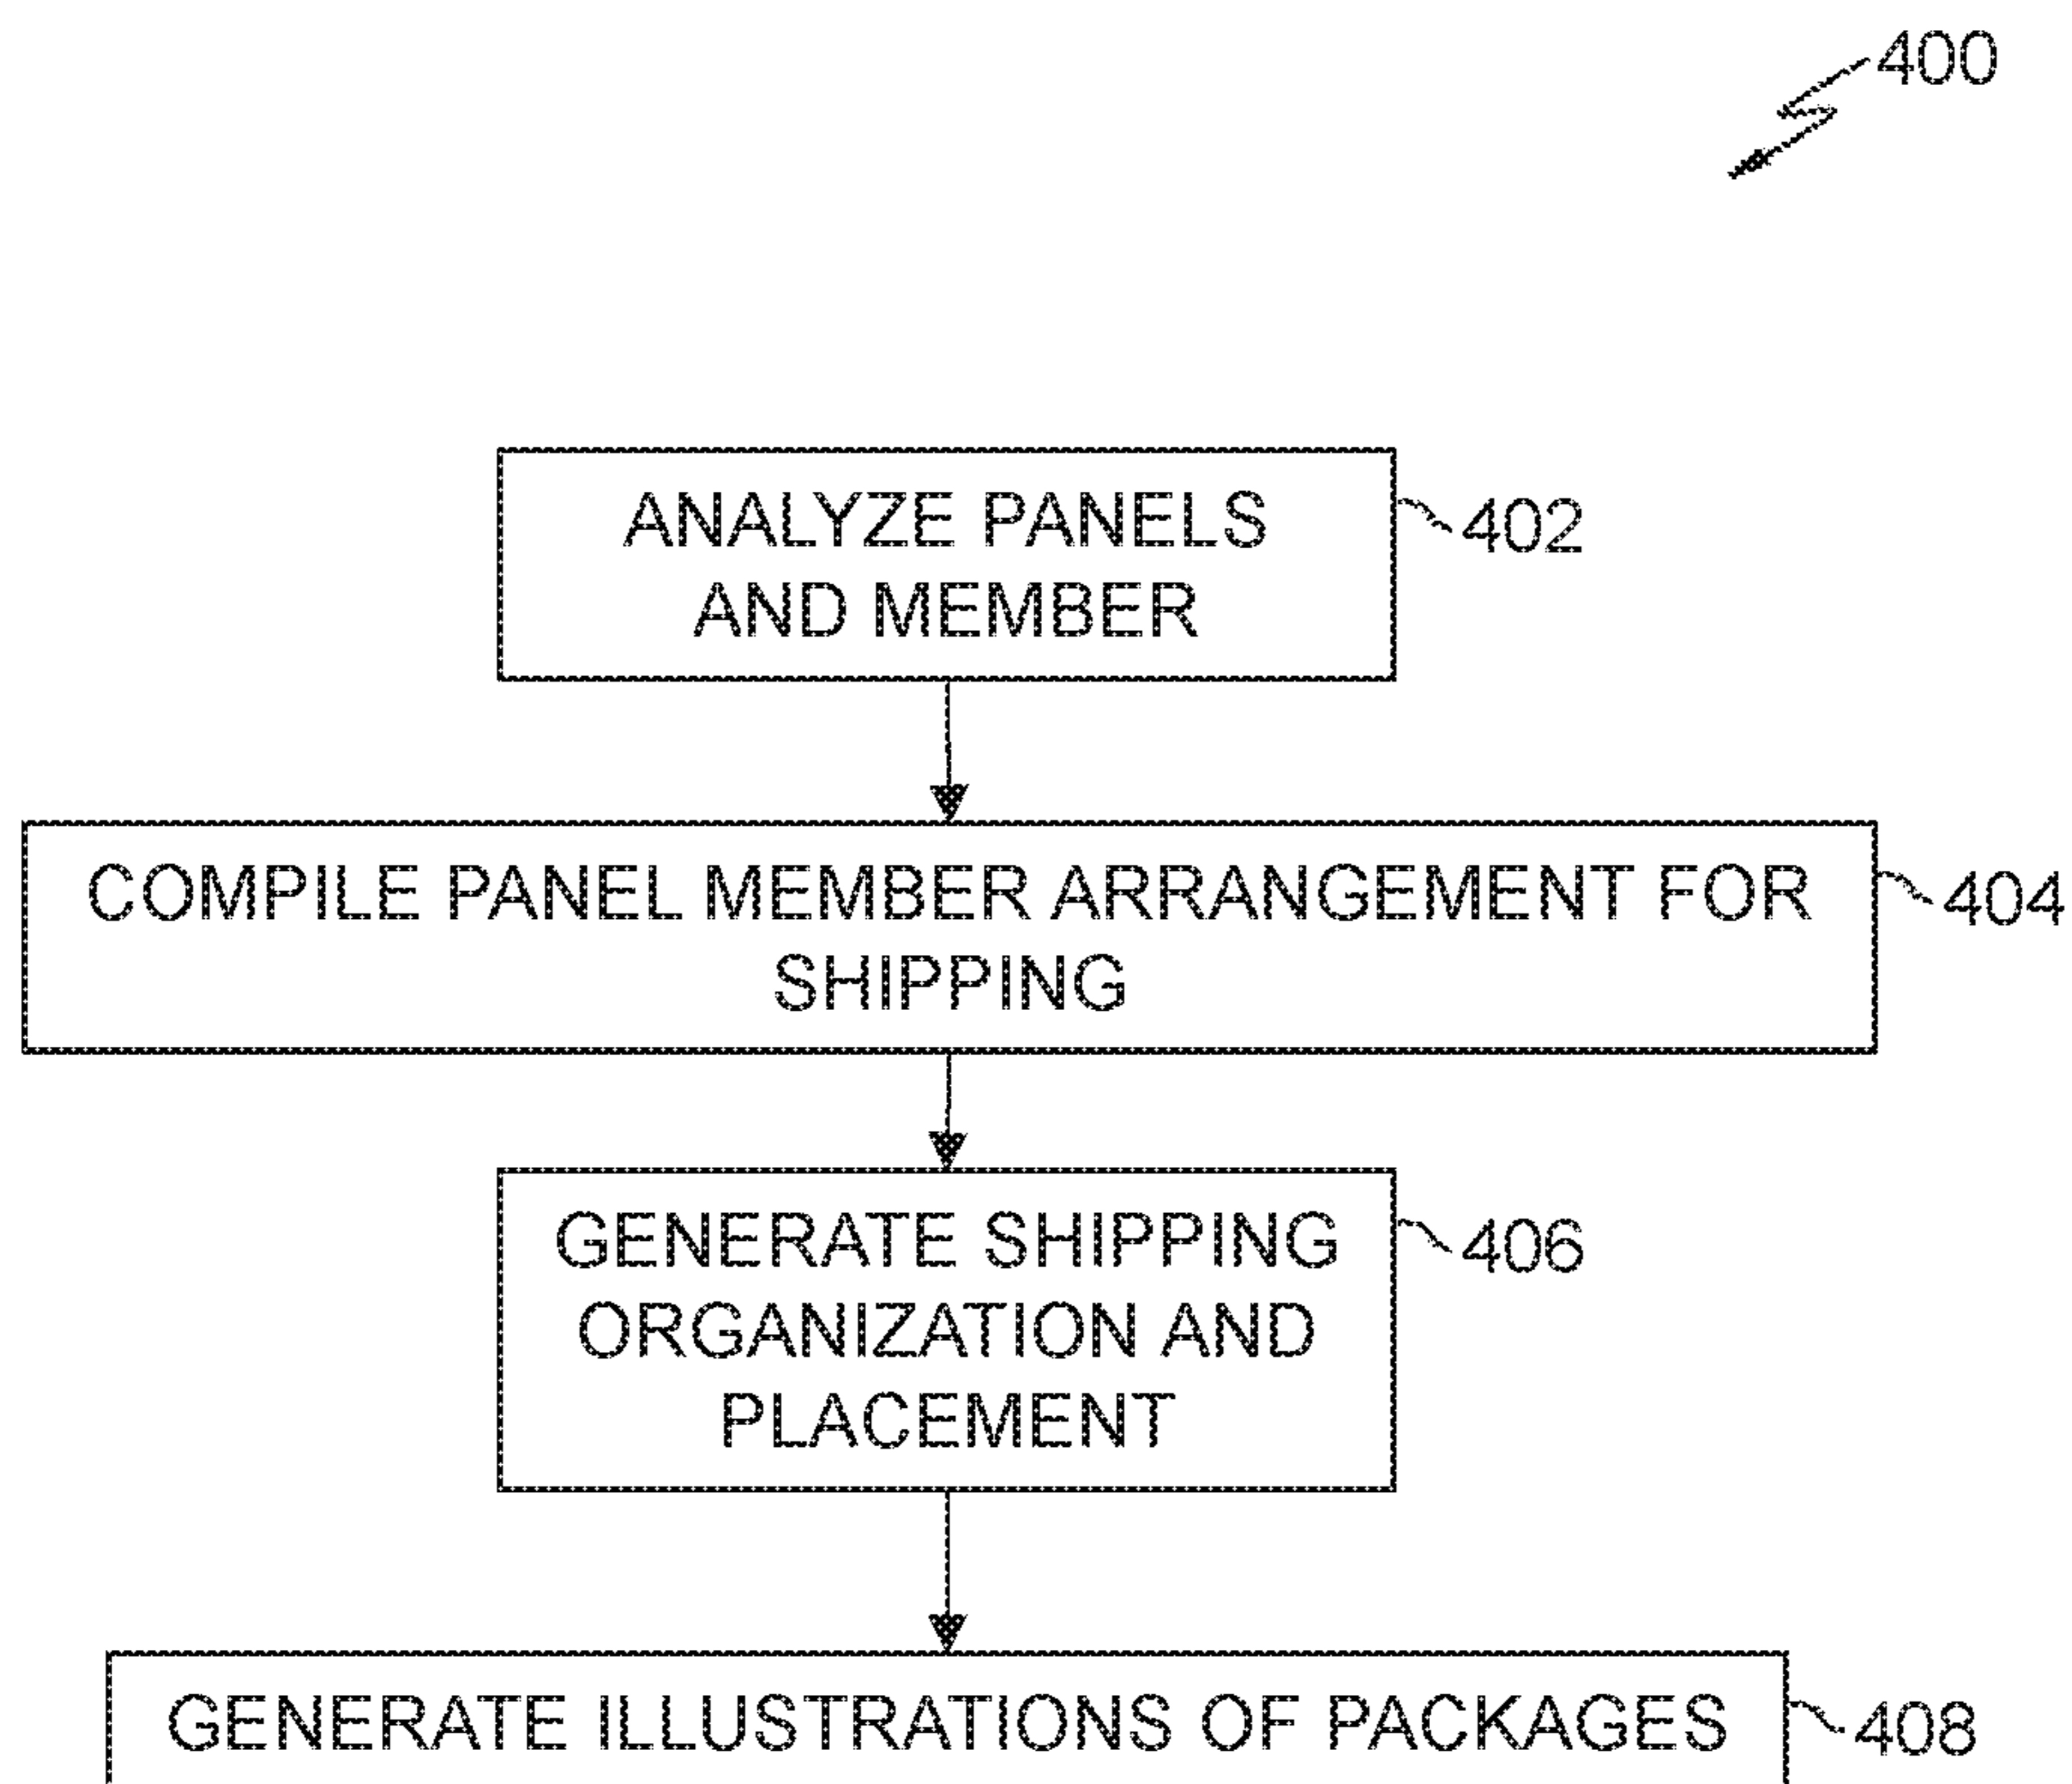 400
ANALYZE PANELS
AND MEMBER
402
COMPILE PANEL MEMBER ARRANGEMENT FOR
SHIPPING
404
GENERATE SHIPPING
ORGANIZATION AND
PLACEMENT
406
GENERATE ILLUSTRATIONS OF PACKAGES
408